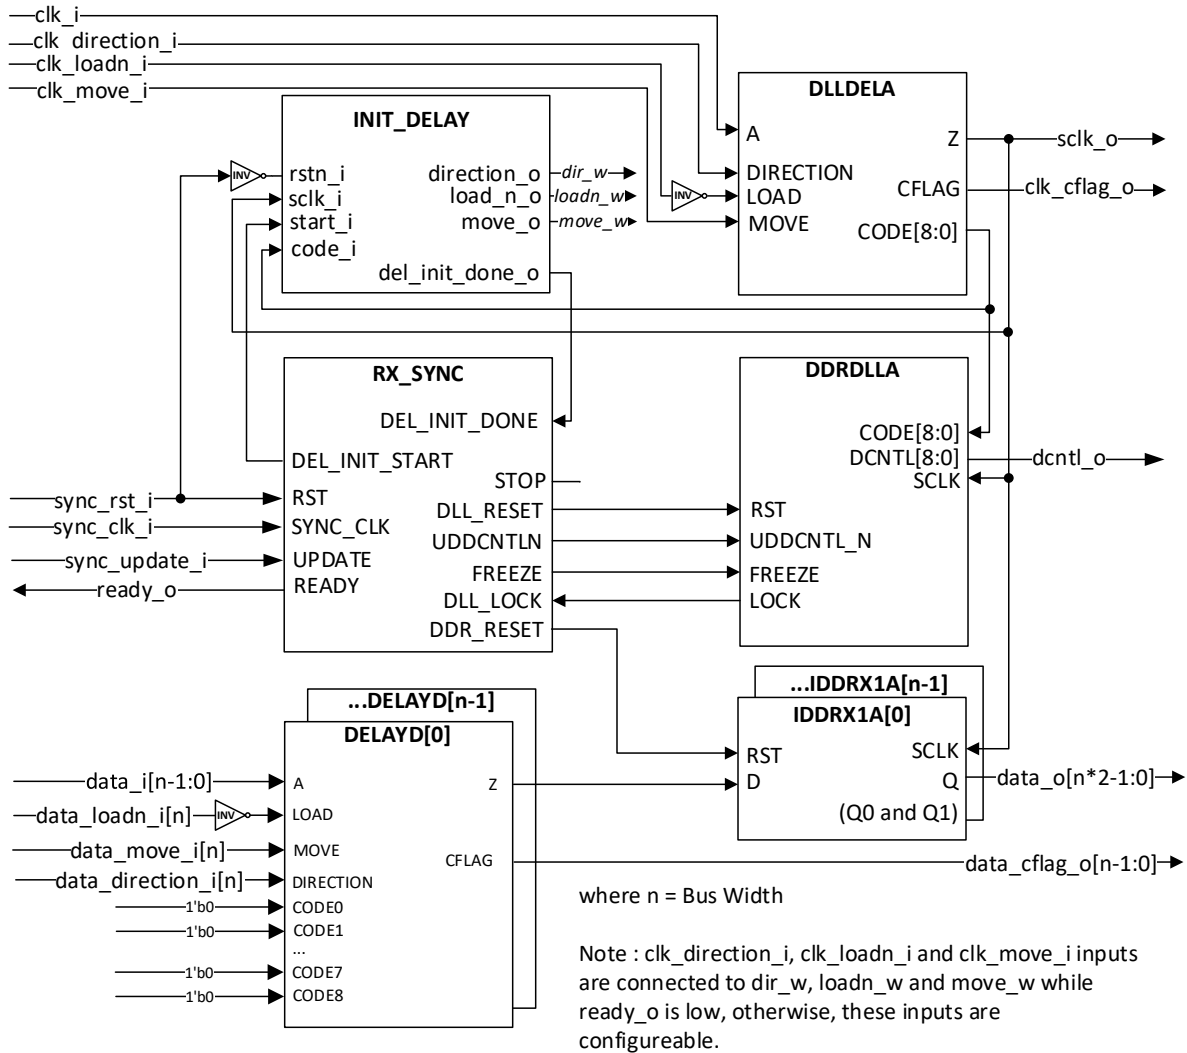 clk_i
clk_direction_i
clk_loadn_i
clk_move_i
INIT_DELAY
INV
rstn_i
sclk_i
start_i
code_i
direction_o
load_n_o
move_o
del_init_done_o
dir_w
loadn_w
move_w
DLLDELA
A
DIRECTION
INV
LOAD
MOVE
Z
CFLAG
CODE[8:0]
sclk_o
clk_cflag_o
RX_SYNC
DEL_INIT_DONE
DEL_INIT_START
STOP
sync_rst_i
RST
DLL_RESET
sync_clk_i
SYNC_CLK
UDDCNTLN
sync_update_i
UPDATE
FREEZE
ready_o
READY
DLL_LOCK
DDR_RESET
DDRDLLA
CODE[8:0]
DCNTL[8:0]
SCLK
dcntl_o
RST
UDDCNTL_N
FREEZE
LOCK
...DELAYD[n-1]
DELAYD[0]
data_i[n-1:0]
A
Z
data_loadn_i[n]
INV
LOAD
data_move_i[n]
MOVE
CFLAG
data_direction_i[n]
DIRECTION
1'b0
CODE0
1'b0
CODE1
...
1'b0
CODE7
1'b0
CODE8
...IDDRX1A[n-1]
IDDRX1A[0]
RST
SCLK
D
Q
(Q0 and Q1)
data_o[n*2-1:0]
data_cflag_o[n-1:0]
where n = Bus Width
Note : clk_direction_i, clk_loadn_i and clk_move_i inputs
are connected to dir_w, loadn_w and move_w while
ready_o is low, otherwise, these inputs are
configureable.